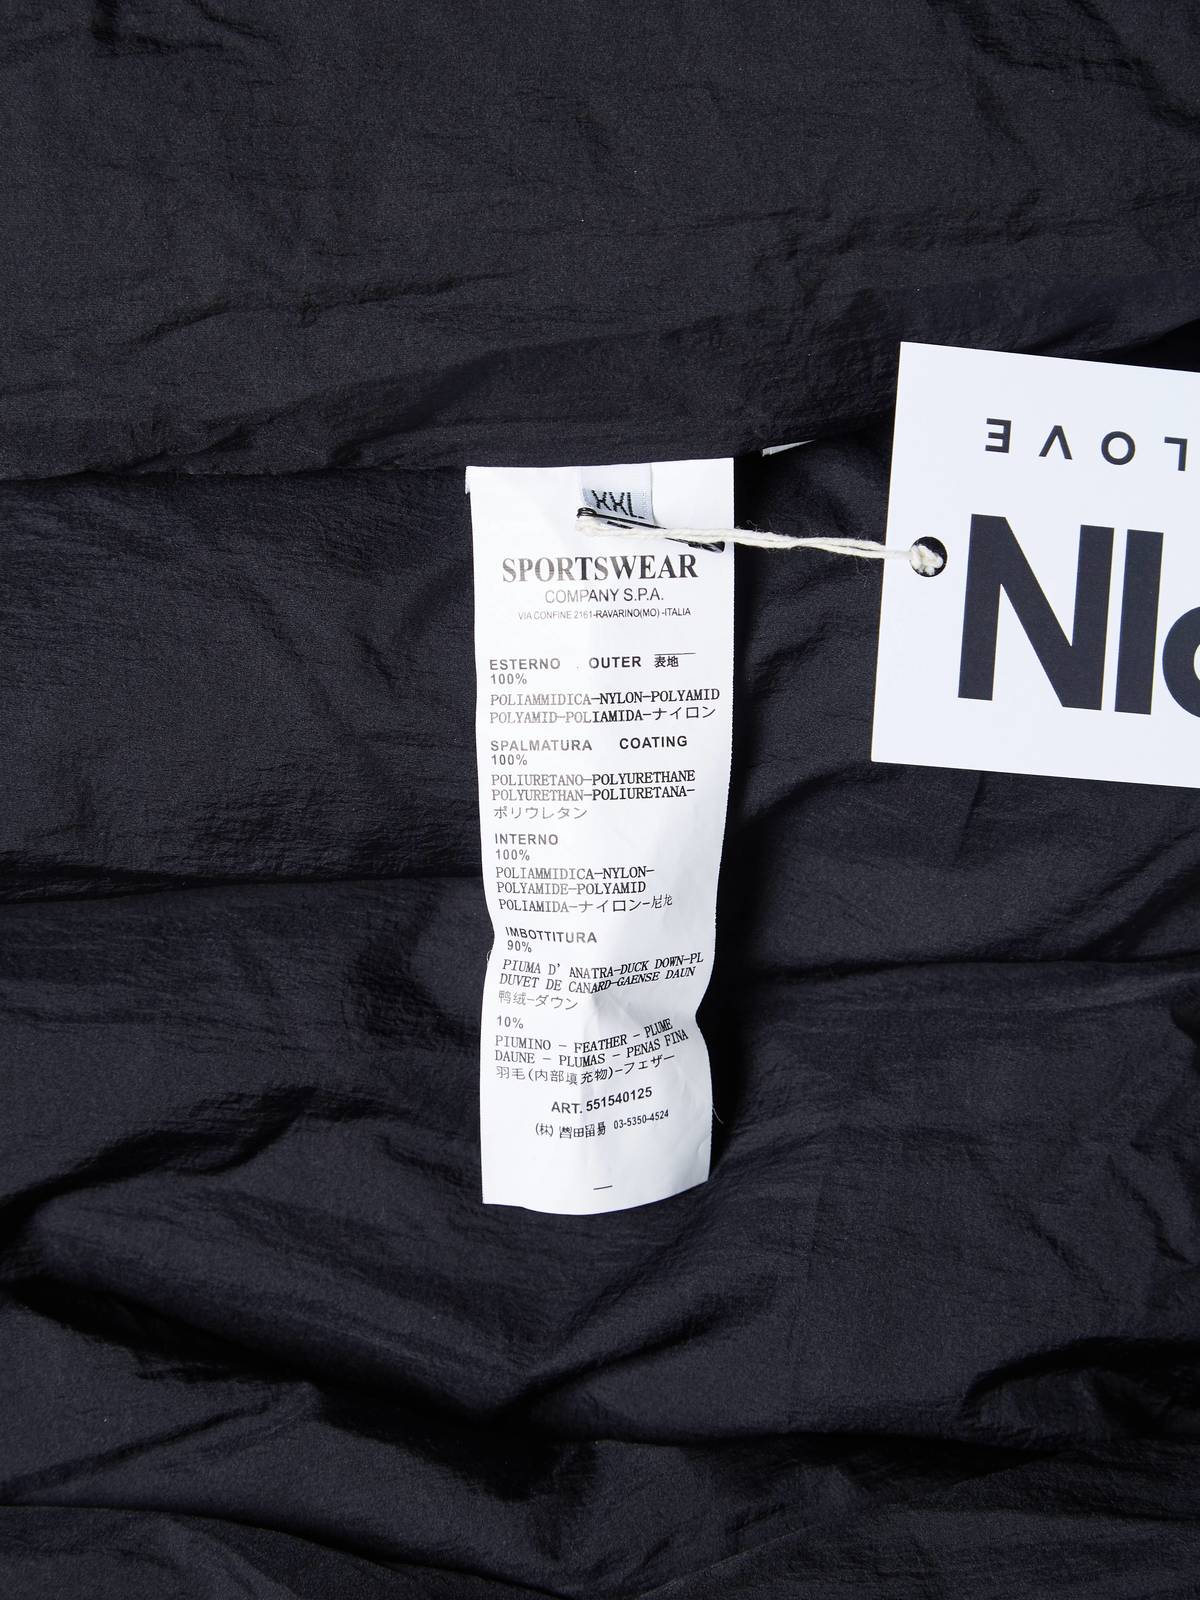 XXL
SPORTSWEAR
COMPANY S.P.A.
VIA CONFINE 2161-RAVARINO(MO) -ITALIA
ESTERNO . OUTER 表地
100%
POLIAMMIDICA-NYLON-POLYAMID
POLYAMID-POLIAMIDA-ナイロン
SPALMATURA COATING
100%
POLIURETANO-POLYURETHANE
POLYURETHAN-POLIURETANA-
ポリウレタン
INTERNO
100%
POLIAMMIDICA-NYLON-
POLYAMIDE-POLYAMID
POLIAMIDA-ナイロン-尼龙
IMBOTTITURA
90%
PIUMA D' ANATRA-DUCK DOWN-PL
DUVET DE CANARD-GAENSE DAUN
鸭绒-ダウン
10%
PIUMINO - FEATHER - PLUME
DAUNE - PLUMAS - PENAS FINA
羽毛(内部填充物)-フェザー
ART. 551540125
(株) 田留易 03-5350-4524
LOVE